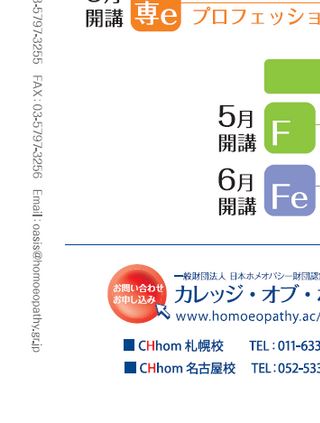 開講 専e プロフェッショ
5月
開講 F
6月
開講 Fe
お問い合わせ
お申し込み
一般財団法人 日本ホメオパシー財団認
カレッジ・オブ・
www.homoeopathy.ac/
■ CHhom 札幌校 TEL：011-633
■ CHhom 名古屋校 TEL：052-533
3-5797-3255 FAX : 03-5797-3256 Email : oasis@homoeopathy.gr.jp